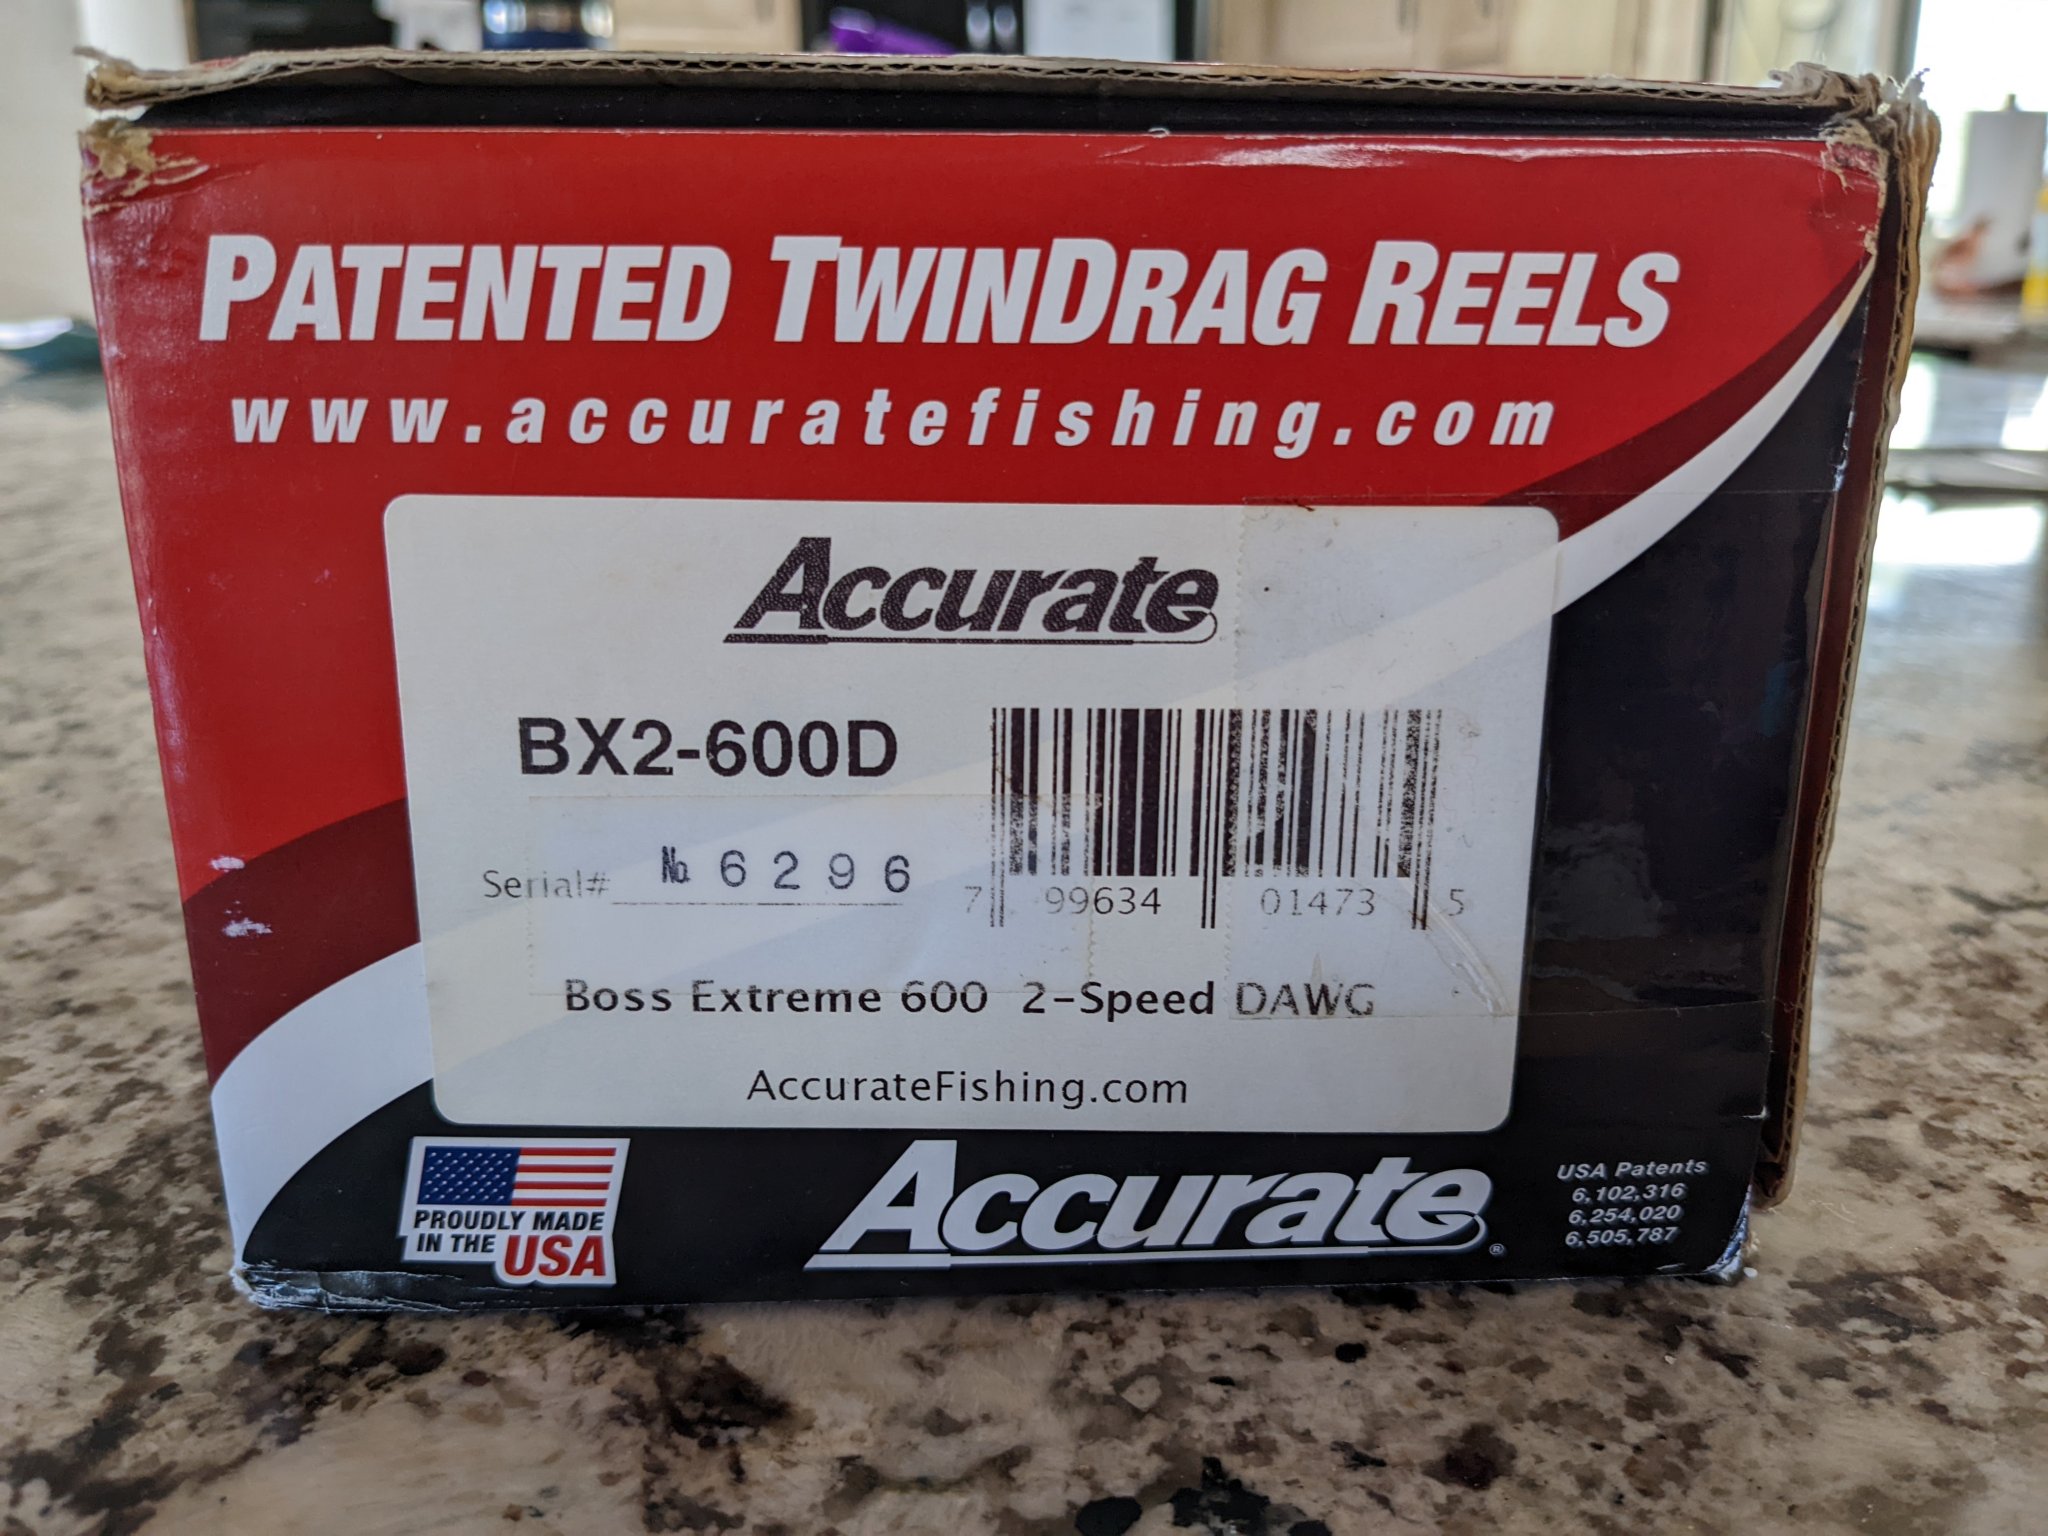 PATENTED TWINDRAG REELS
www.accuratefishing.com
Accurate
BX2-600D
Serial# No 6296
7 99634 01473 5
Boss Extreme 600 2-Speed DAWG
AccurateFishing.com
PROUDLY MADE
IN THE USA
Accurate®
USA Patents
6,102,316
6,254,020
6,505,787